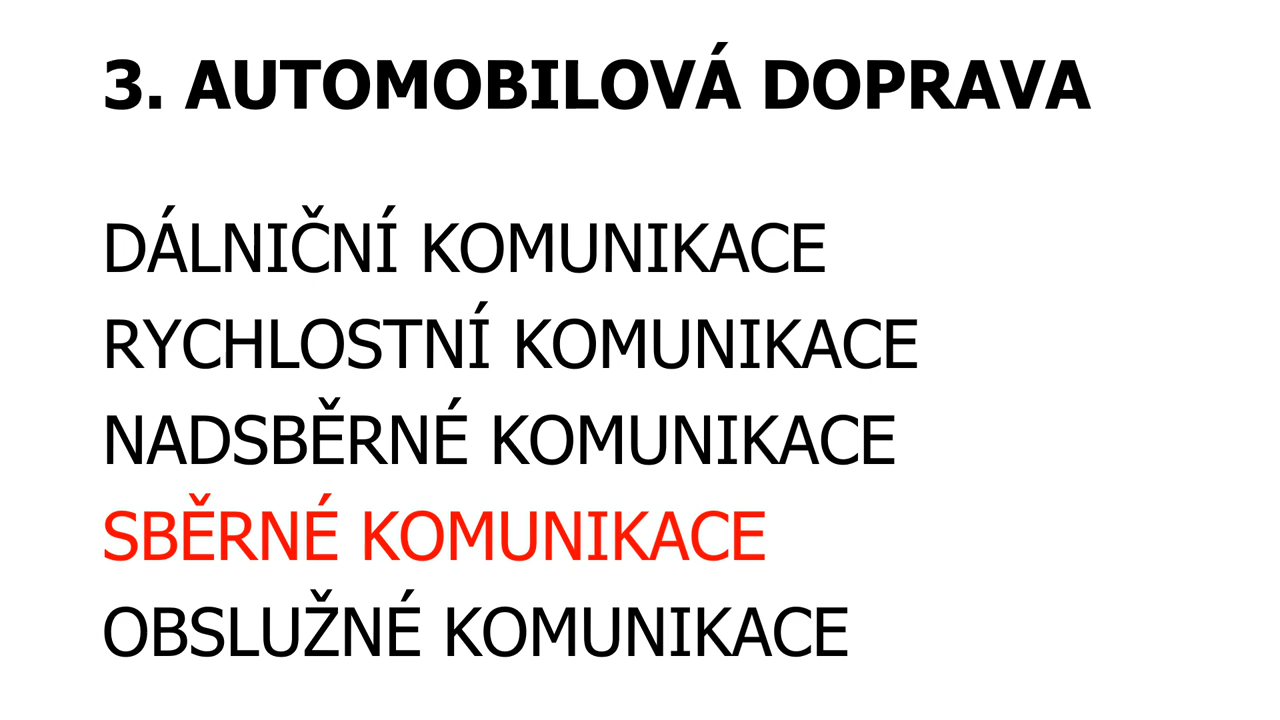 3. AUTOMOBILOVÁ DOPRAVA
DÁLNIČNÍ KOMUNIKACE
RYCHLOSTNÍ KOMUNIKACE
NADSBĚRNÉ KOMUNIKACE
SBĚRNÉ KOMUNIKACE
OBSLUŽNÉ KOMUNIKACE